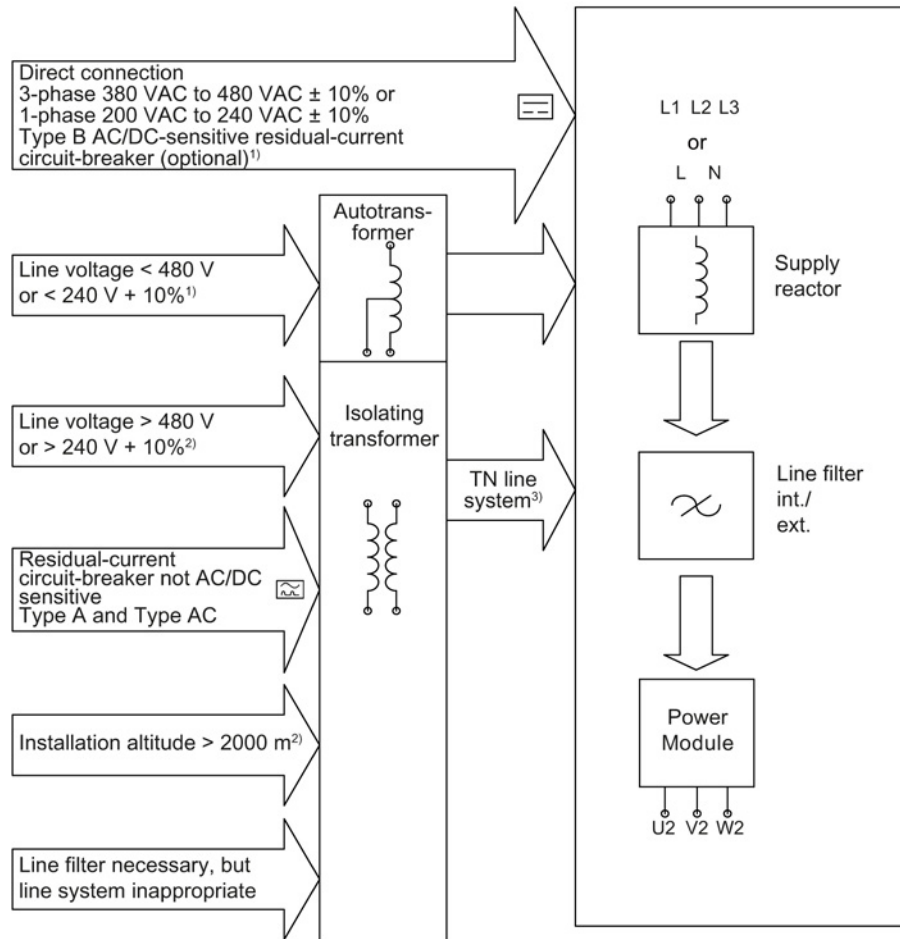 Direct connection
3-phase 380 VAC to 480 VAC ± 10% or
1-phase 200 VAC to 240 VAC ± 10%
Type B AC/DC-sensitive residual-current
circuit-breaker (optional)1)
Line voltage < 480 V
or < 240 V + 10%1)
Line voltage > 480 V
or > 240 V + 10%2)
Residual-current
circuit-breaker not AC/DC
sensitive
Type A and Type AC
Installation altitude > 2000 m2)
Line filter necessary, but
line system inappropriate
Autotrans-
former
Isolating
transformer
TN line
system3)
L1 L2 L3
or
L N
Supply
reactor
Line filter
int./
ext.
Power
Module
U2 V2 W2